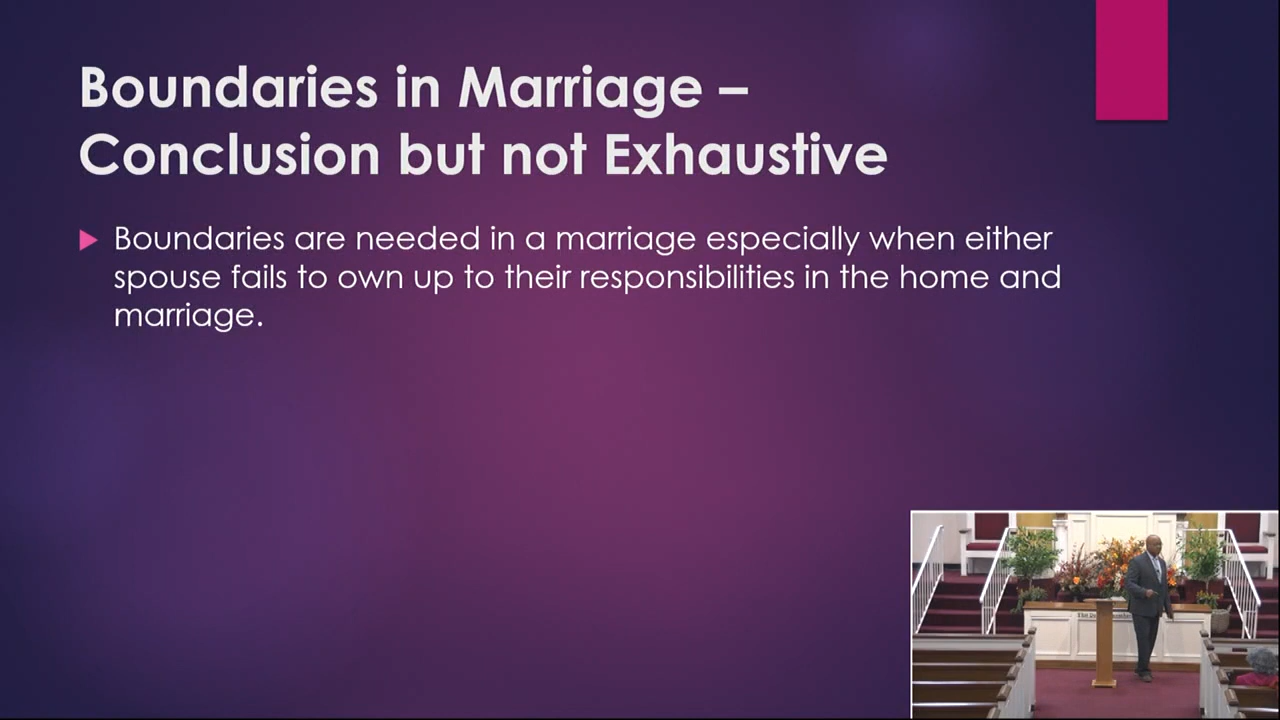 Boundaries in Marriage –
Conclusion but not Exhaustive
Boundaries are needed in a marriage especially when either
spouse fails to own up to their responsibilities in the home and
marriage.